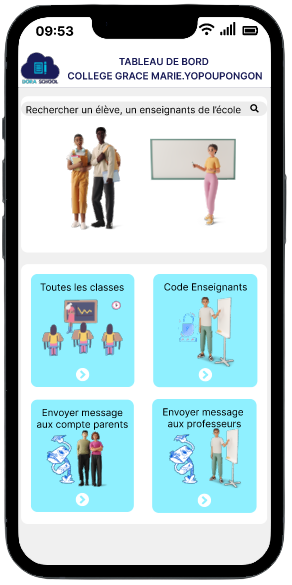 09:53
TABLEAU DE BORD
COLLEGE GRACE MARIE.YOPOUPONGON
DORA SCHOOL
Rechercher un élève, un enseignants de l'école
Toutes les classes
Code Enseignants
Envoyer message
aux compte parents
Envoyer message
aux professeurs